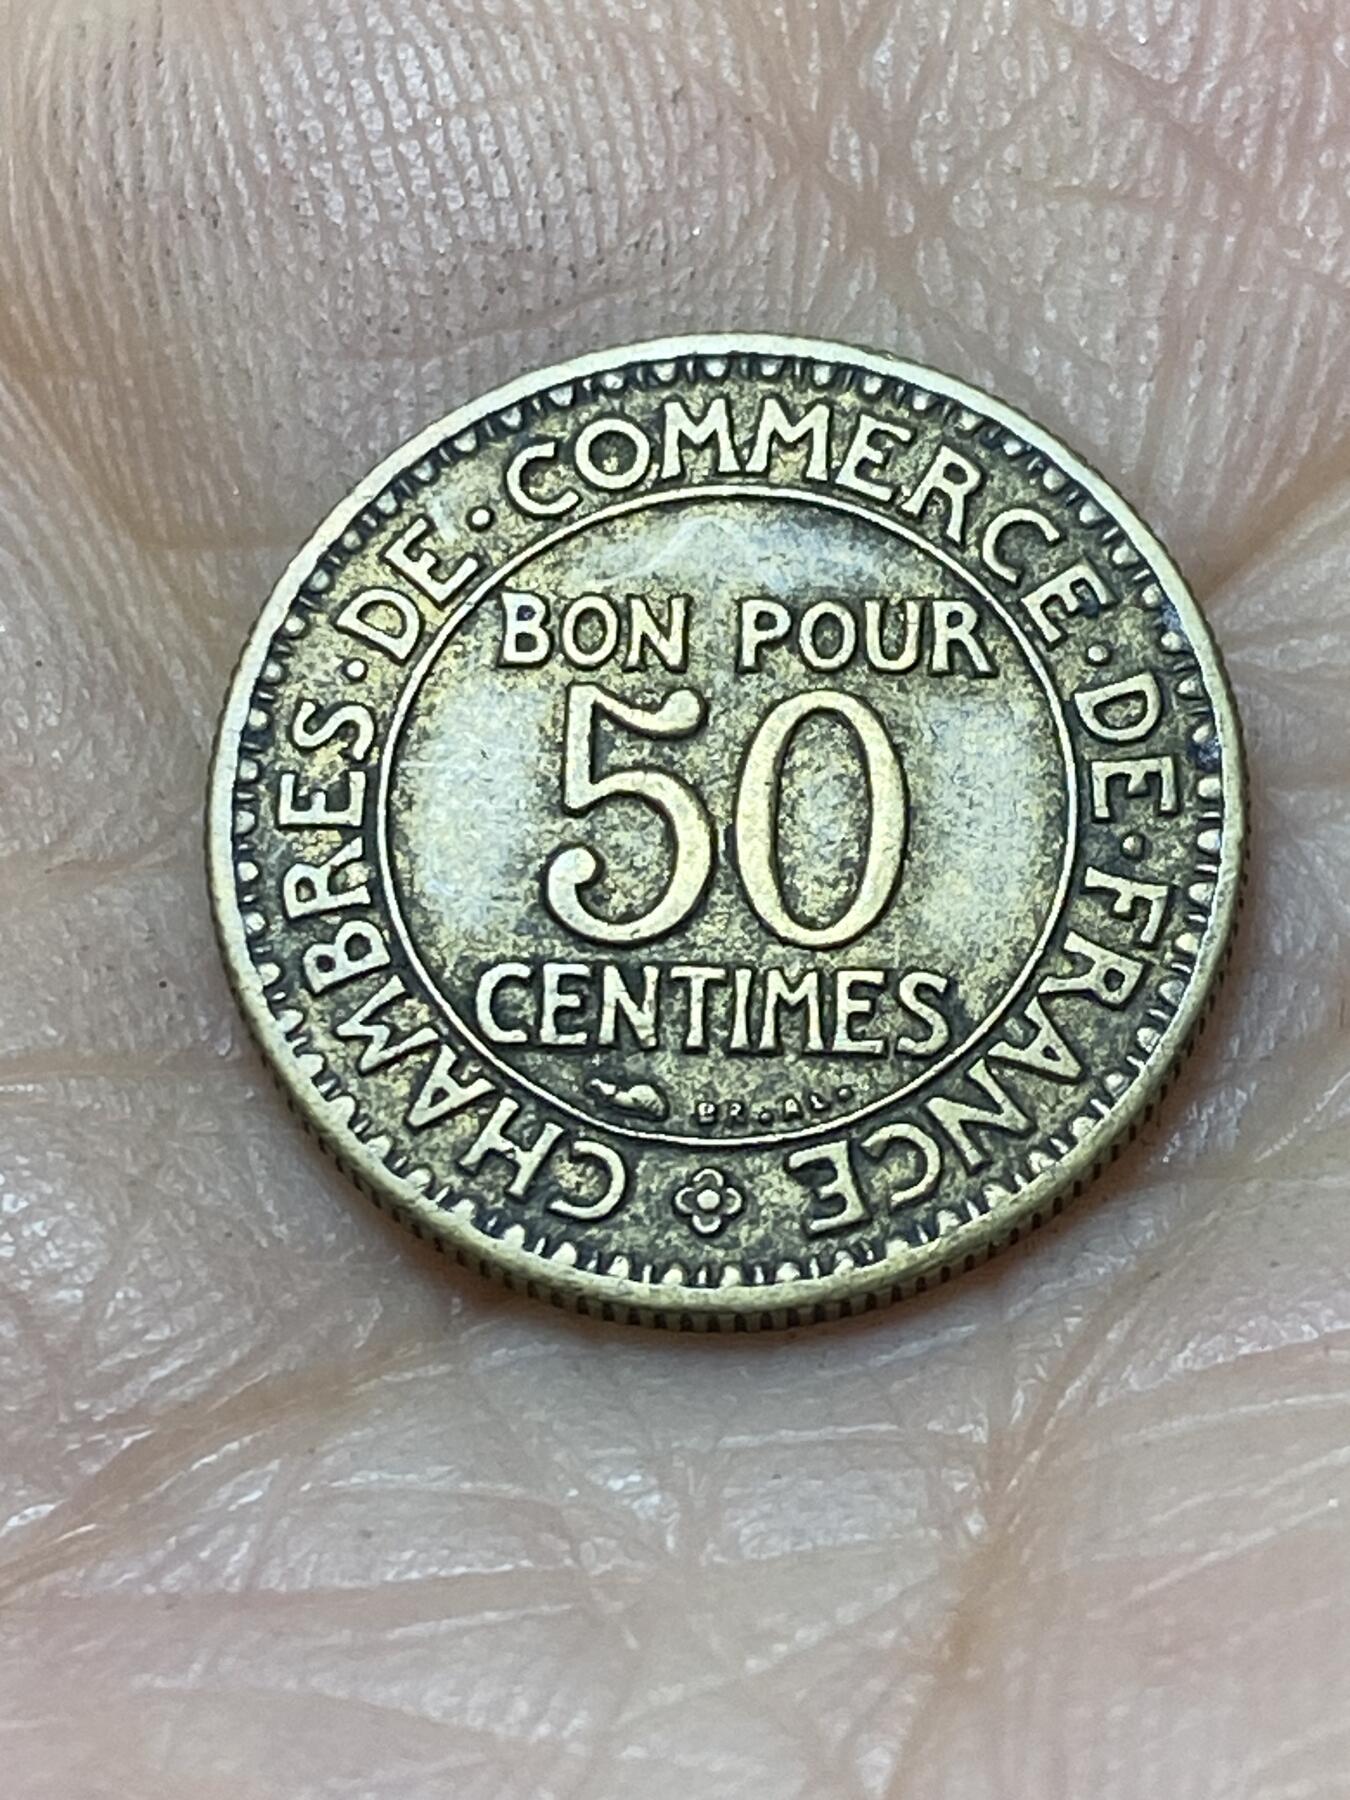 CHAMBRES · DE · COMMERCE · DE · FRANCE
BON POUR
50
CENTIMES